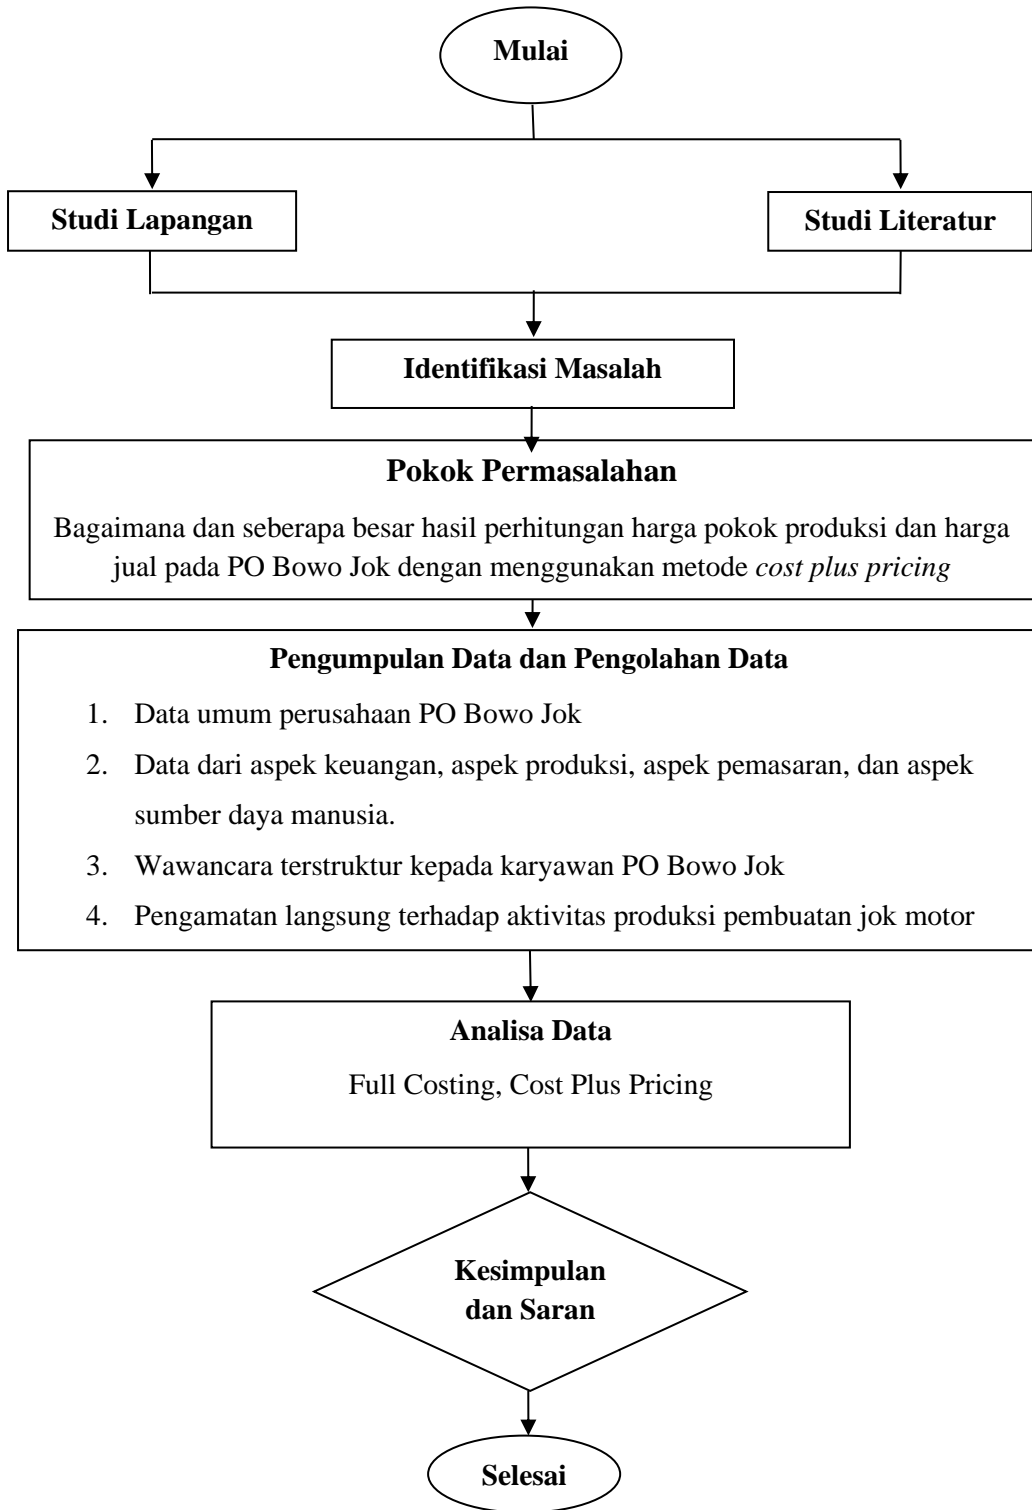 Mulai
Studi Lapangan
Studi Literatur
Identifikasi Masalah
Pokok Permasalahan
Bagaimana dan seberapa besar hasil perhitungan harga pokok produksi dan harga
jual pada PO Bowo Jok dengan menggunakan metode cost plus pricing
Pengumpulan Data dan Pengolahan Data
1. Data umum perusahaan PO Bowo Jok
2. Data dari aspek keuangan, aspek produksi, aspek pemasaran, dan aspek
sumber daya manusia.
3. Wawancara terstruktur kepada karyawan PO Bowo Jok
4. Pengamatan langsung terhadap aktivitas produksi pembuatan jok motor
Analisa Data
Full Costing, Cost Plus Pricing
Kesimpulan
dan Saran
Selesai